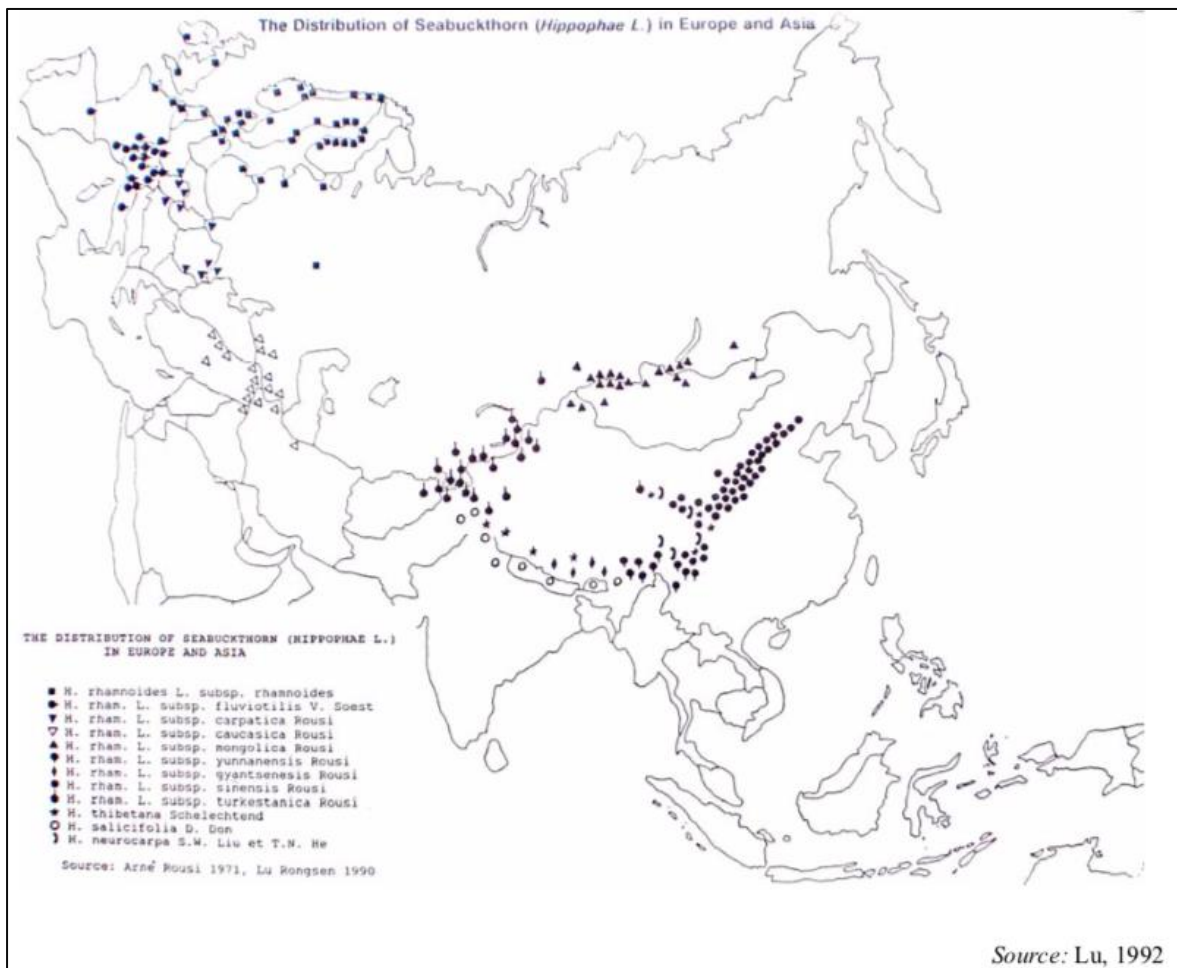 The Distribution of Seabuckthorn (Hippophae L.) in Europe and Asia
THE DISTRIBUTION OF SEABUCKTHORN (HIPPOPHAE L.)
IN EUROPE AND ASIA
H. rhamnoides L. subsp. rhamnoides
H. rham. L. subsp. fluviotilis V. Soest
H. rham. L. subsp. carpatica Rousi
H. rham. L. subsp. caucasica Rousi
H. rham. L. subsp. mongolica Rousi
H. rham. L. subsp. yunnanensis Rousi
H. rham. L. subsp. gyantsenesis Rousi
H. rham. L. subsp. sinensis Rousi
H. rham. L. subsp. turkestanica Rousi
H. thibetana Schelechtend
H. salicifolia D. Don
H. neurocarpa S.W. Liu et T.N. He
Source: Arné Rousi 1971, Lu Rongsen 1990
Source: Lu, 1992